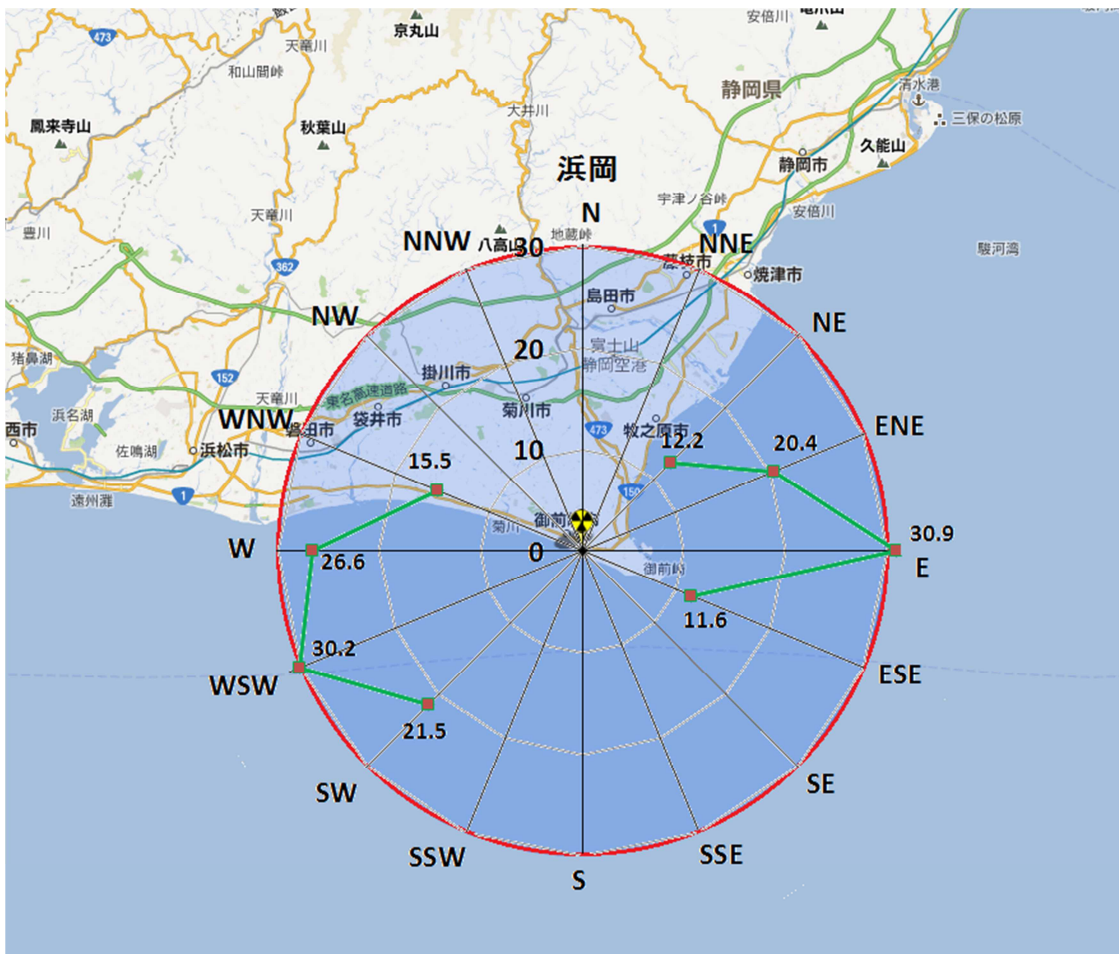 473
天竜川
京丸山
安倍川
和山間峠
静岡県
清水港
大井川
三保の松原
鳳来寺山
秋葉山
久能山
静岡市
浜岡
宇津ノ谷峠
天竜川
N
安倍川
豊川
NNW
八高山
地蔵峠
1
NNE
駿河湾
30
藤枝市
焼津市
362
島田市
NW
NE
20
富士山
静岡空港
猪鼻湖
152
掛川市
東名高速道路
天竜川
菊川市
浜名湖
WNW
袋井市
473
牧之原市
ENE
西市
磐田市
佐鳴湖
浜松市
10
12.2
20.4
15.5
遠州灘
1
150
菊川
御前
W
26.6
0
御前崎
30.9
E
11.6
30.2
WSW
ESE
21.5
SW
SE
SSW
SSE
S